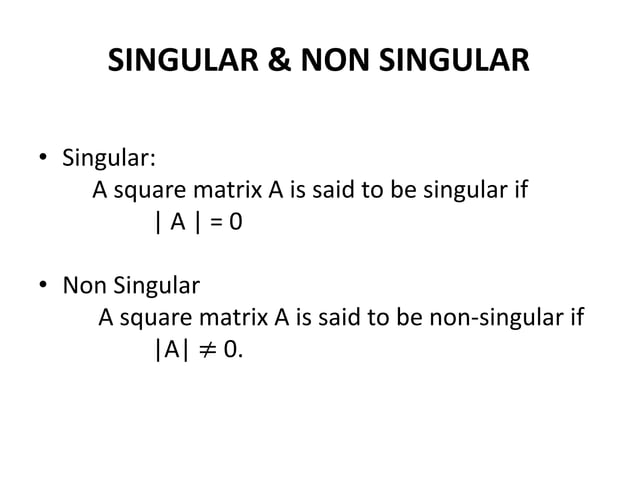 SINGULAR & NON SINGULAR
• Singular:
A square matrix A is said to be singular if
| A | = 0
• Non Singular
A square matrix A is said to be non-singular if
|A| ≠ 0.